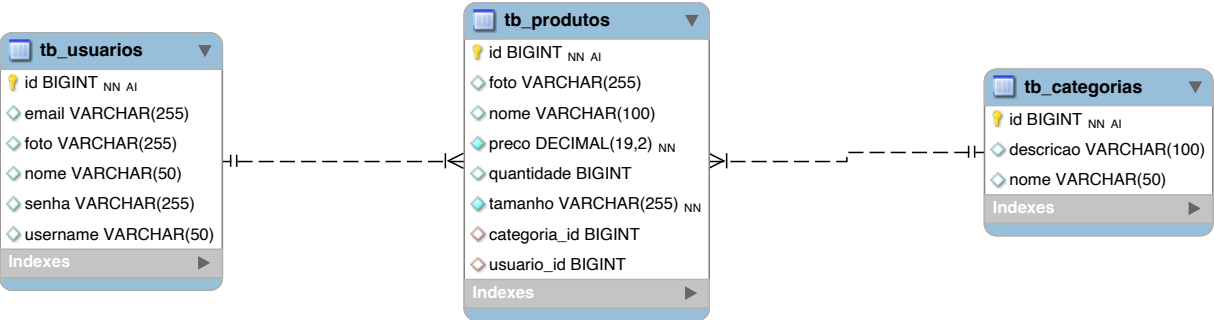 tb_usuarios
id BIGINT NN AI
email VARCHAR(255)
foto VARCHAR(255)
nome VARCHAR(50)
senha VARCHAR(255)
username VARCHAR(50)
Indexes
tb_produtos
id BIGINT NN AI
foto VARCHAR(255)
nome VARCHAR(100)
preco DECIMAL(19,2) NN
quantidade BIGINT
tamanho VARCHAR(255) NN
categoria_id BIGINT
usuario_id BIGINT
Indexes
tb_categorias
id BIGINT NN AI
descricao VARCHAR(100)
nome VARCHAR(50)
Indexes